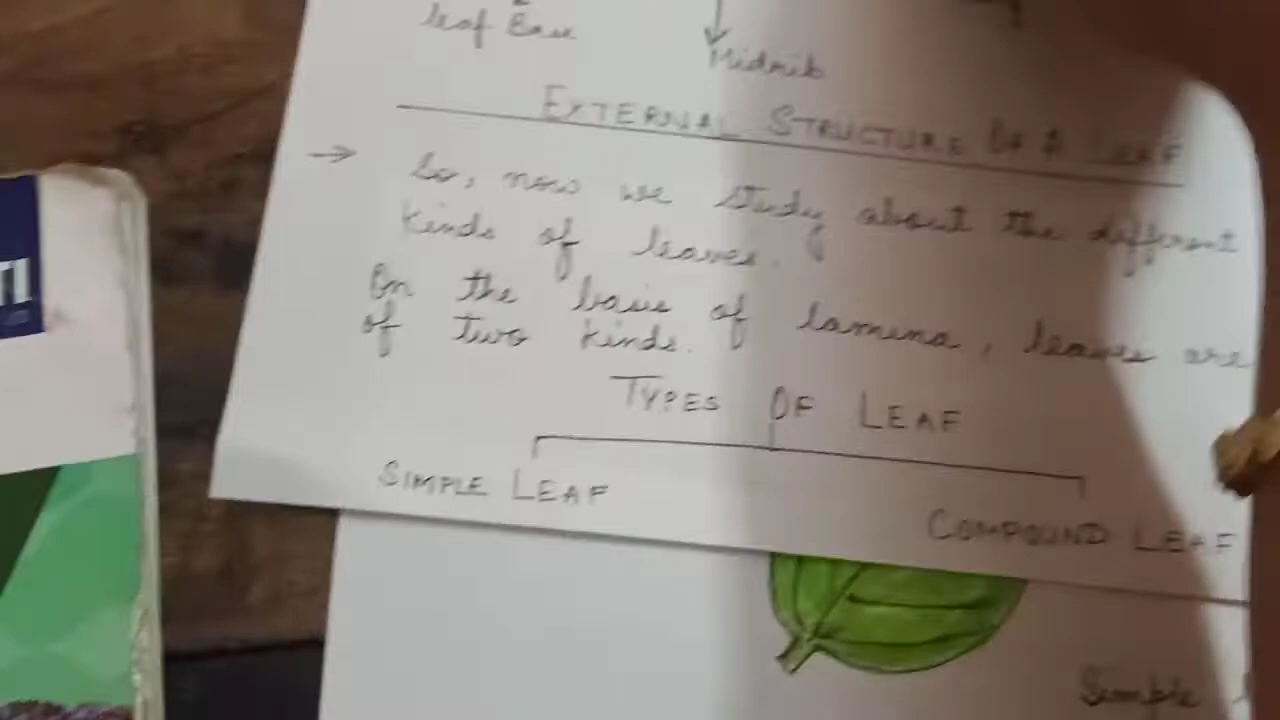 leaf Base
Midrib
EXTERNAL STRUCTURE OF A LEAF
→ So, now we study about the different
kinds of leaves.
On the basis of lamina, leaves are
of two kinds.
TYPES OF LEAF
SIMPLE LEAF
COMPOUND LEAF
Simple